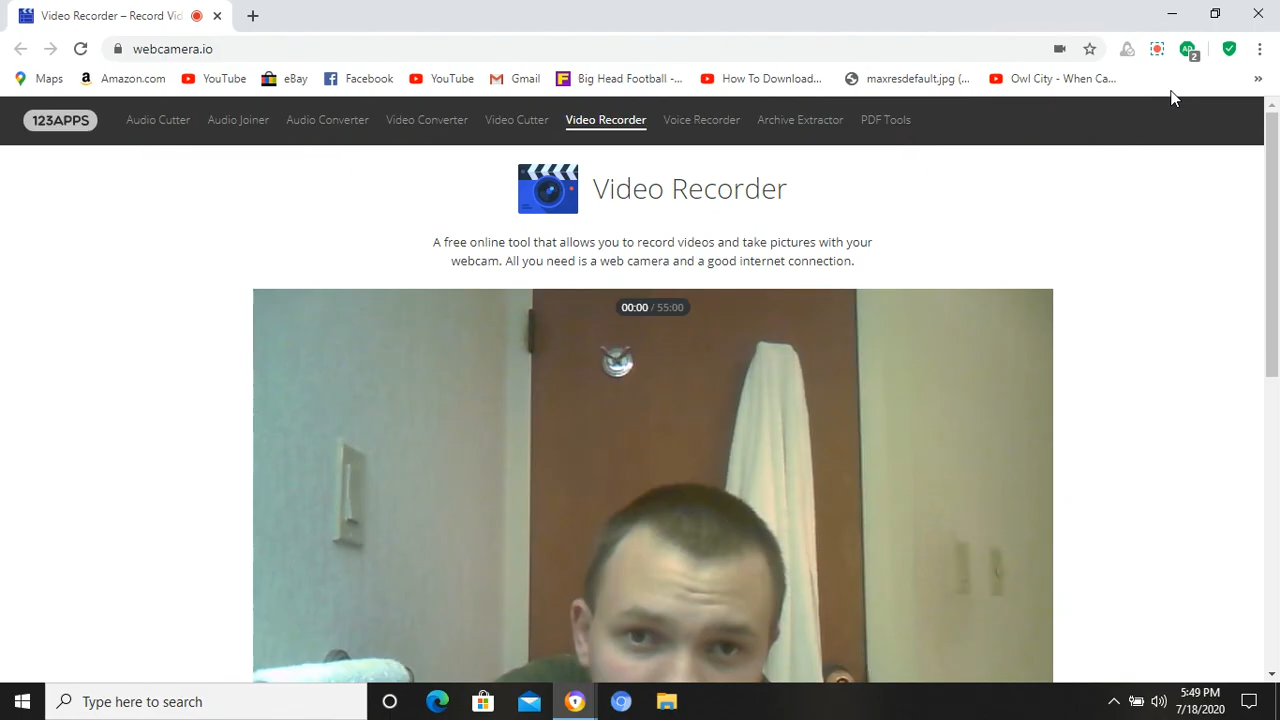 Video Recorder – Record Vid
webcamera.io
2
Maps Amazon.com YouTube eBay Facebook YouTube Gmail Big Head Football -... How To Download... maxresdefault.jpg (... Owl City - When Ca... »
123APPS Audio Cutter Audio Joiner Audio Converter Video Converter Video Cutter Video Recorder Voice Recorder Archive Extractor PDF Tools
Video Recorder
A free online tool that allows you to record videos and take pictures with your
webcam. All you need is a web camera and a good internet connection.
00:00 / 55:00
Type here to search
5:49 PM
7/18/2020